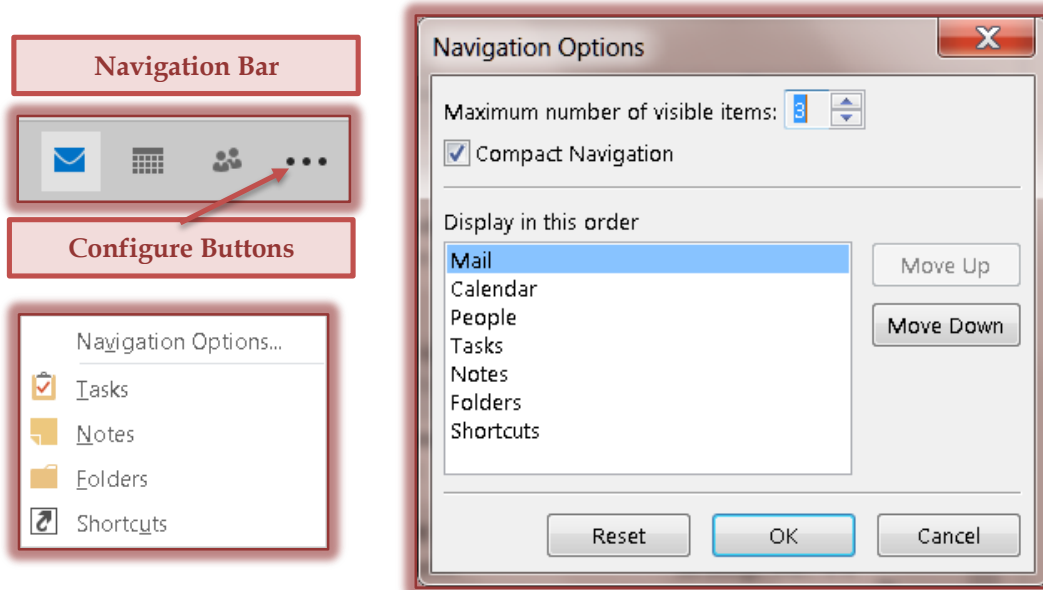 Navigation Bar
Configure Buttons
Navigation Options...
Tasks
Notes
Folders
Shortcuts
Navigation Options
Maximum number of visible items: 3
Compact Navigation
Display in this order
Mail
Calendar
People
Tasks
Notes
Folders
Shortcuts
Move Up
Move Down
Reset
OK
Cancel